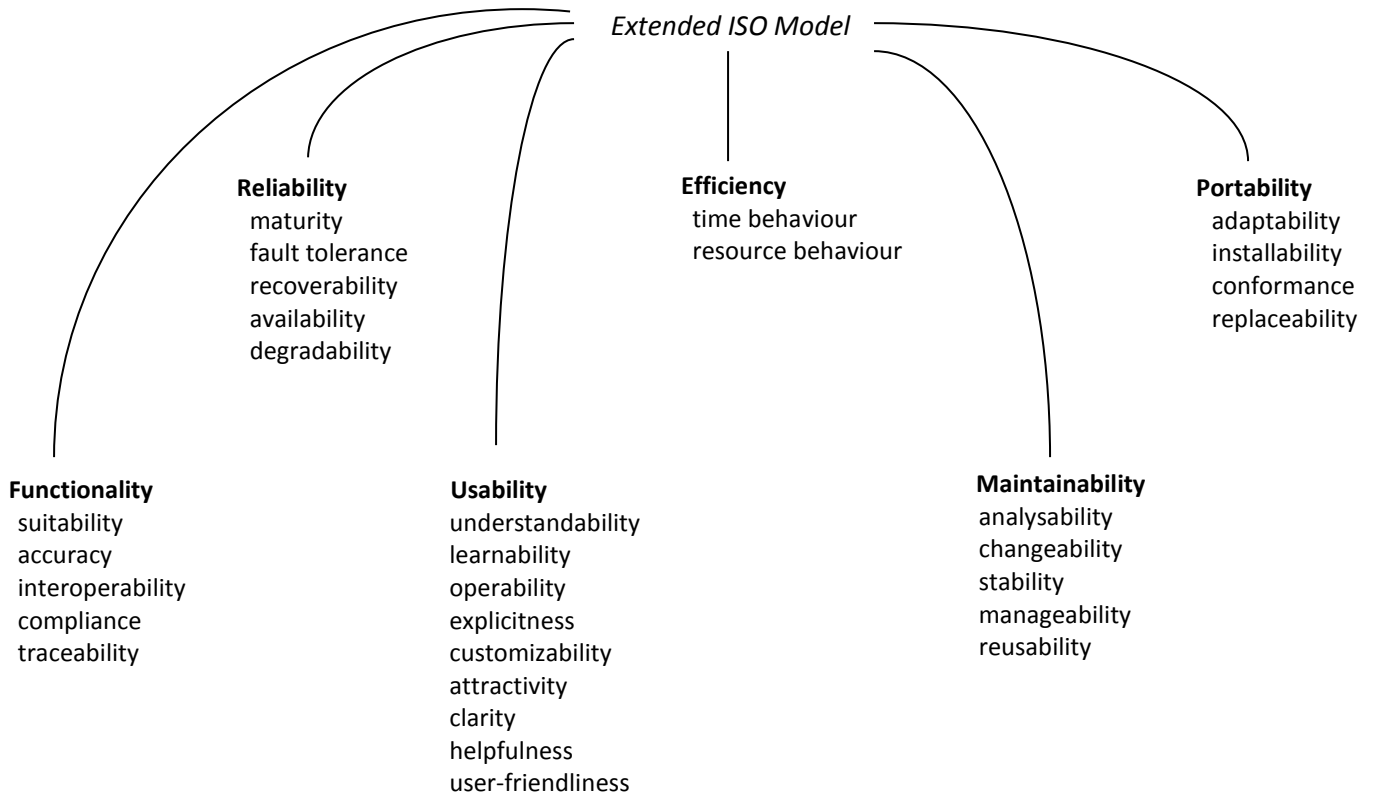 Extended ISO Model
Reliability
maturity
fault tolerance
recoverability
availability
degradability
Efficiency
time behaviour
resource behaviour
Portability
adaptability
installability
conformance
replaceability
Functionality
suitability
accuracy
interoperability
compliance
traceability
Usability
understandability
learnability
operability
explicitness
customizability
attractivity
clarity
helpfulness
user-friendliness
Maintainability
analysability
changeability
stability
manageability
reusability